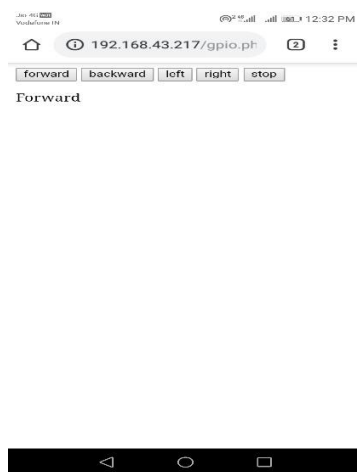 Vodafone IN
12:32 PM
192.168.43.217/gpio.ph 2
forward backward left right stop
Forward